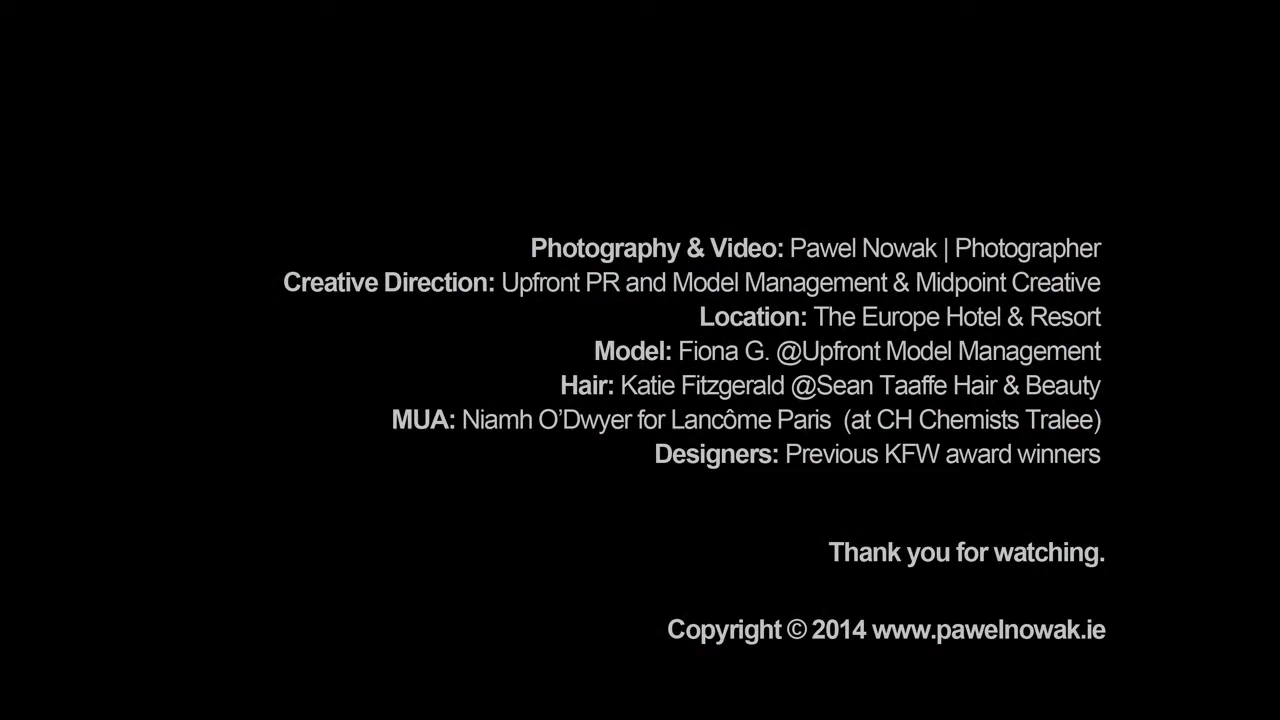 Photography & Video: Pawel Nowak | Photographer
Creative Direction: Upfront PR and Model Management & Midpoint Creative
Location: The Europe Hotel & Resort
Model: Fiona G. @Upfront Model Management
Hair: Katie Fitzgerald @Sean Taaffe Hair & Beauty
MUA: Niamh O’Dwyer for Lancôme Paris  (at CH Chemists Tralee)
Designers: Previous KFW award winners
Thank you for watching.
Copyright © 2014 www.pawelnowak.ie